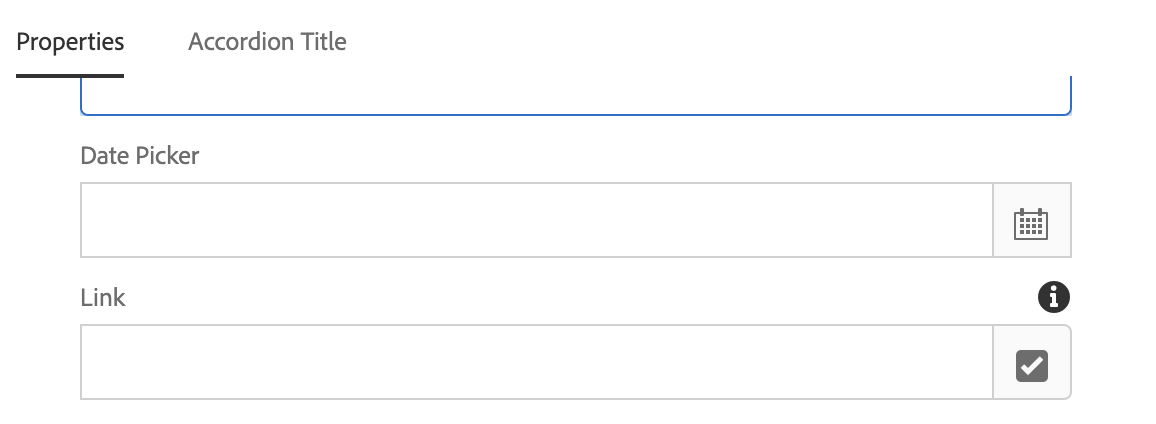 Properties
Accordion Title
Date Picker
Link